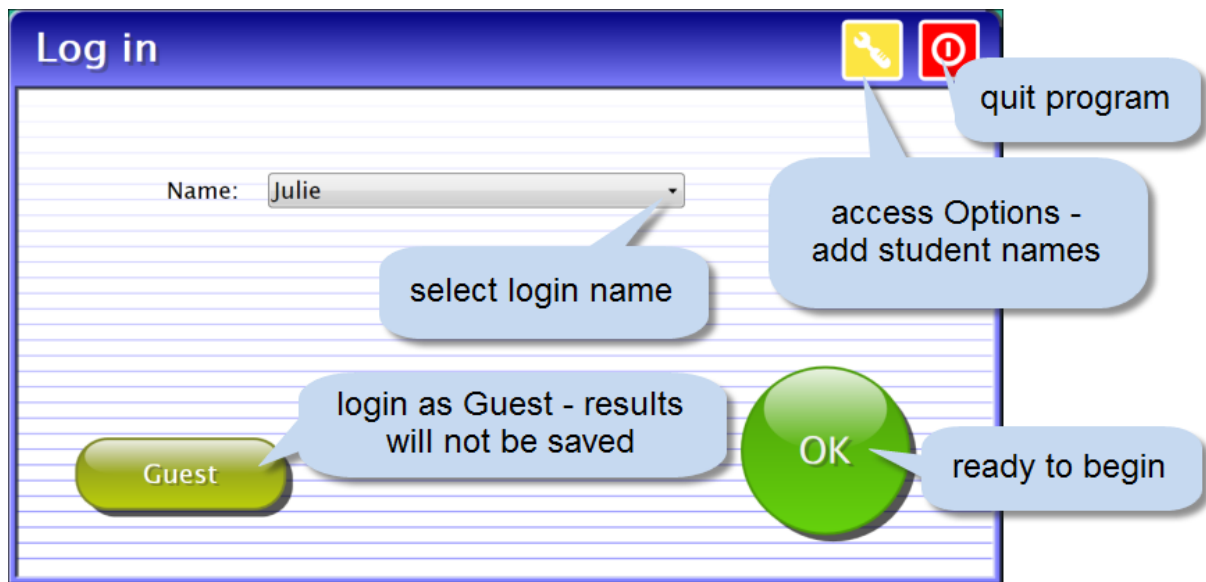 Log in
quit program
Name:
Julie
access Options -
add student names
select login name
login as Guest - results
will not be saved
Guest
OK
ready to begin